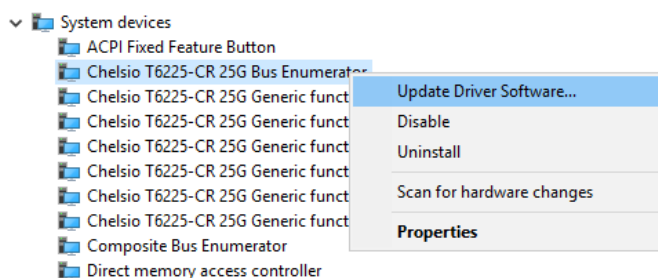 System devices
ACPI Fixed Feature Button
Chelsio T6225-CR 25G Bus Enumerator
Update Driver Software...
Chelsio T6225-CR 25G Generic funct
Chelsio T6225-CR 25G Generic funct
Disable
Chelsio T6225-CR 25G Generic funct
Uninstall
Chelsio T6225-CR 25G Generic funct
Chelsio T6225-CR 25G Generic funct
Scan for hardware changes
Chelsio T6225-CR 25G Generic funct
Properties
Composite Bus Enumerator
Direct memory access controller